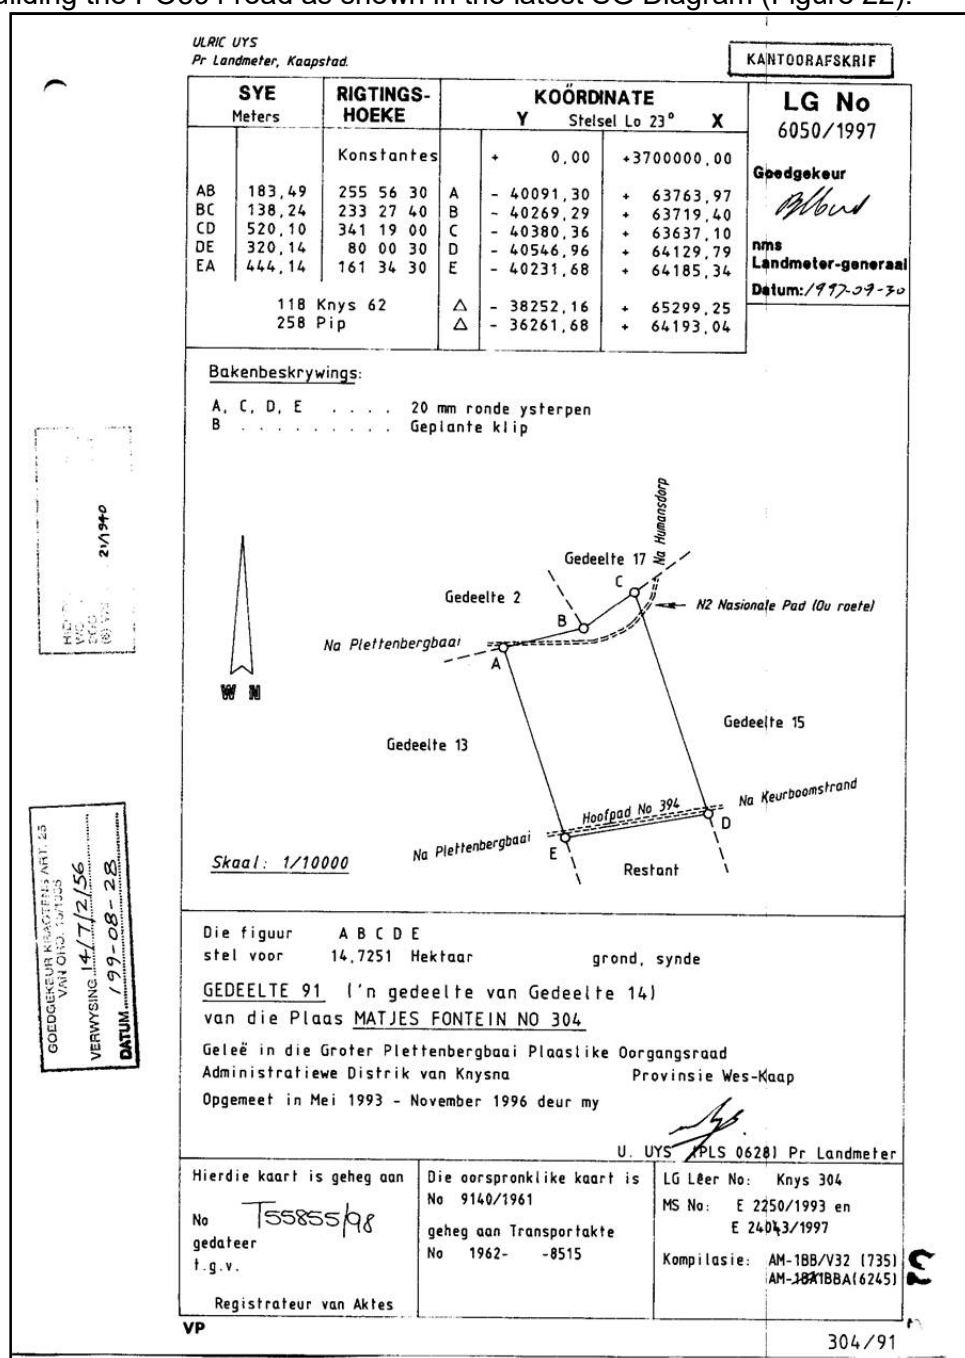 uilding the PG394 road as shown in the latest SG Diagram (Figure 22).
ULRIC UYS
Pr Landmeter, Kaapstad.
KANTOORAFSKRIF
SYE Meters RIGTINGSHOEKE KOÖRDINATE
Y Stelsel Lo 23° X
Konstantes + 0,00 +3700000,00
AB 183,49 255 56 30 A - 40091,30 + 63763,97
BC 138,24 233 27 40 B - 40269,29 + 63719,40
CD 520,10 341 19 00 C - 40380,36 + 63637,10
DE 320,14 80 00 30 D - 40546,96 + 64129,79
EA 444,14 161 34 30 E - 40231,68 + 64185,34
118 Knys 62 △ - 38252,16 + 65299,25
258 Pip △ - 36261,68 + 64193,04
LG No
6050/1997
Goedgekeur
nms
Landmeter-generaal
Datum: 1997-09-30
Bakenbeskrywings:
A, C, D, E . . . . 20 mm ronde ysterpen
B . . . . . . . . . Geplante klip
21/1940
Na Humansdorp
Gedeelte 17
C
Gedeelte 2
N2 Nasionale Pad (Ou roete)
B
Na Plettenbergbaai
A
W N
Gedeelte 15
Gedeelte 13
Na Keurboomstrand
Hoofpad No 394
D
Na Plettenbergbaai
E
Skaal: 1/10000
Restant
GOEDGEKEUR KRAGTENS ART. 25
VAN ORD. 15/1985
VERWYSING 14/7/2/56
DATUM 199-08-28
Die figuur A B C D E
stel voor 14,7251 Hektaar grond, synde
GEDEELTE 91 ('n gedeelte van Gedeelte 14)
van die Plaas MATJES FONTEIN NO 304
Geleë in die Groter Plettenbergbaai Plaaslike Oorgangsraad
Administratiewe Distrik van Knysna Provinsie Wes-Kaap
Opgemeet in Mei 1993 - November 1996 deur my
U. UYS (PLS 0628) Pr Landmeter
Hierdie kaart is geheg aan
No T55855/98
gedateer
t.g.v.
Registrateur van Aktes
Die oorspronklike kaart is
No 9140/1961
geheg aan Transportakte
No 1962- -8515
LG Lêer No: Knys 304
MS No: E 2250/1993 en
E 2403/1997
Kompilasie: AM-1BB/V32 (735)
AM-1BBA(6245)
VP
304/91